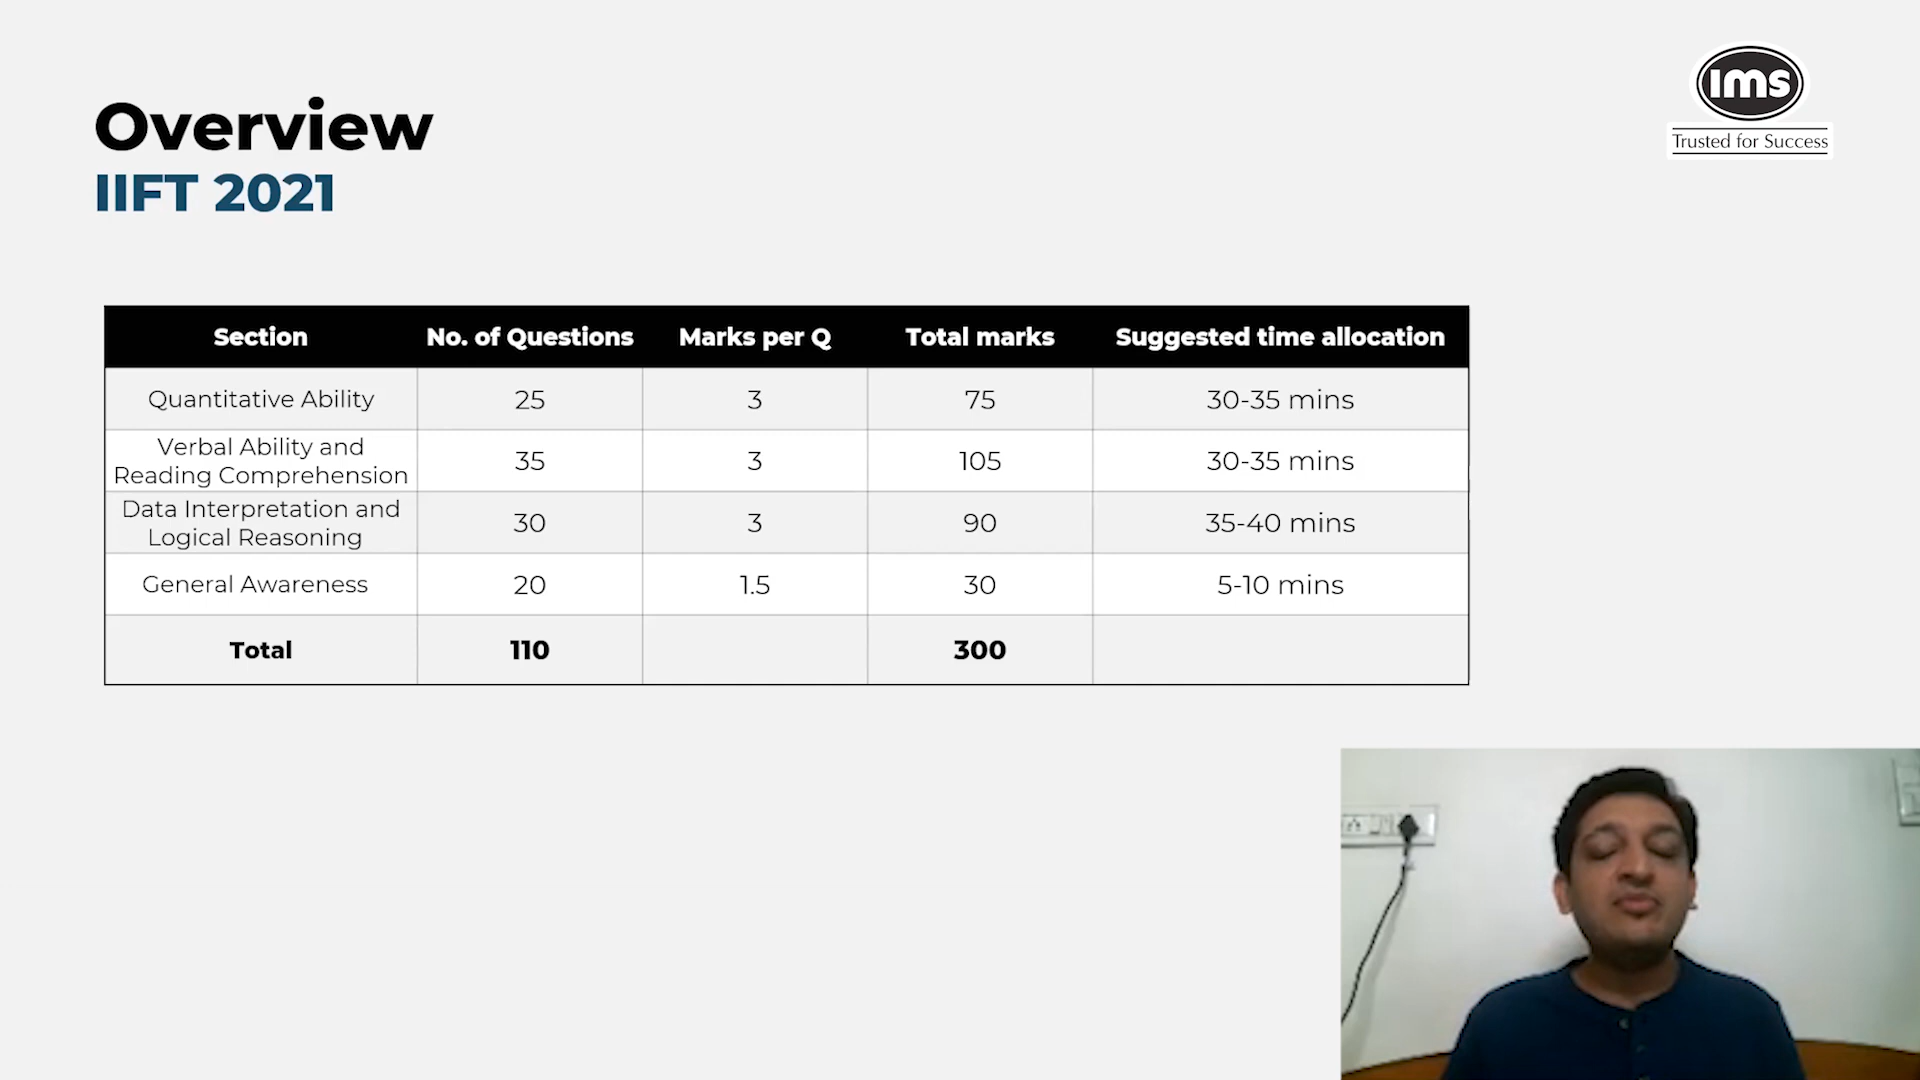 ims
Trusted for Success
Overview
IIFT 2021
Section No. of Questions Marks per Q Total marks Suggested time allocation
Quantitative Ability 25 3 75 30-35 mins
Verbal Ability and
Reading Comprehension 35 3 105 30-35 mins
Data Interpretation and
Logical Reasoning 30 3 90 35-40 mins
General Awareness 20 1.5 30 5-10 mins
Total 110 300